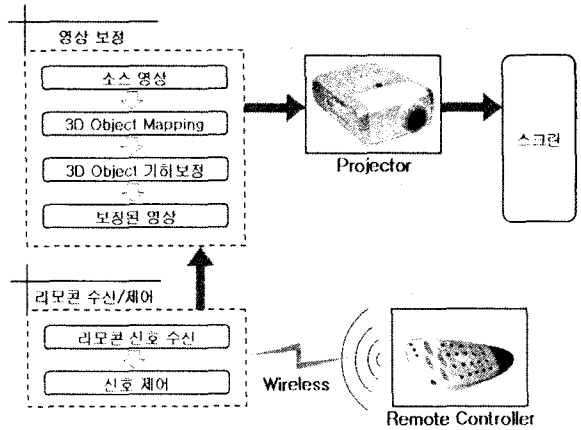 영상 보정
소스 영상
3D Object Mapping
3D Object 기하보정
보정된 영상
Projector
스크린
리모콘 수신/제어
리모콘 신호 수신
신호 제어
Wireless
Remote Controller